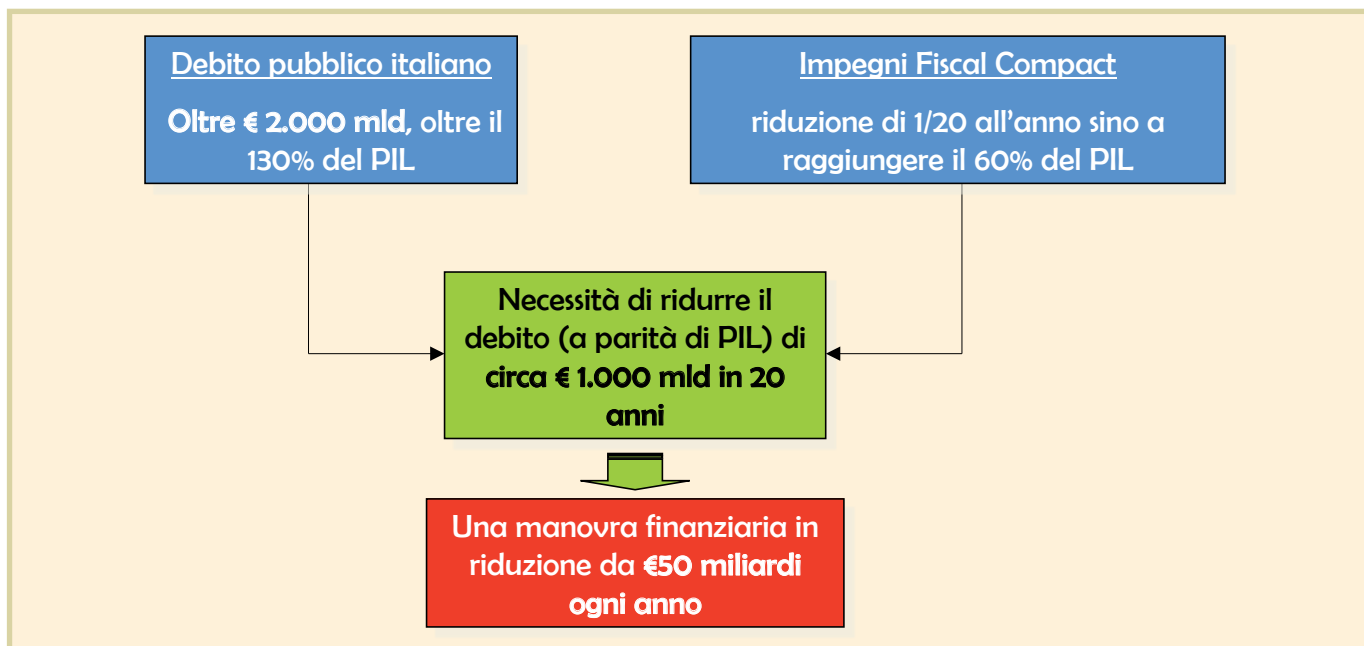 Debito pubblico italiano
Oltre € 2.000 mld, oltre il
130% del PIL
Impegni Fiscal Compact
riduzione di 1/20 all'anno sino a
raggiungere il 60% del PIL
Necessità di ridurre il
debito (a parità di PIL) di
circa € 1.000 mld in 20
anni
Una manovra finanziaria in
riduzione da €50 miliardi
ogni anno